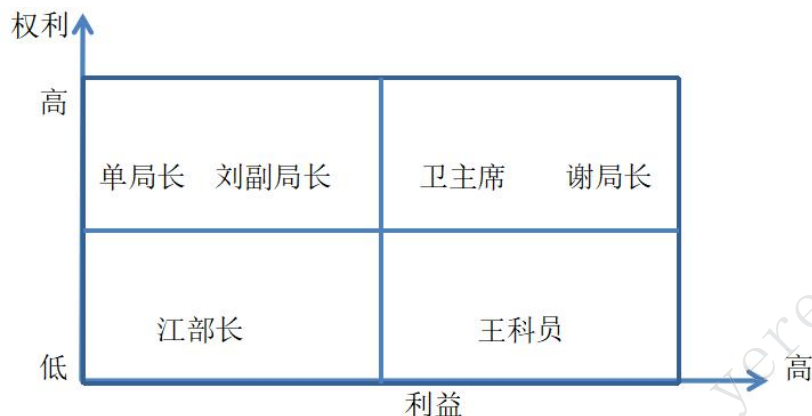 权利
高
单局长 刘副局长 卫主席 谢局长
江部长 王科员
低 高
利益
yere